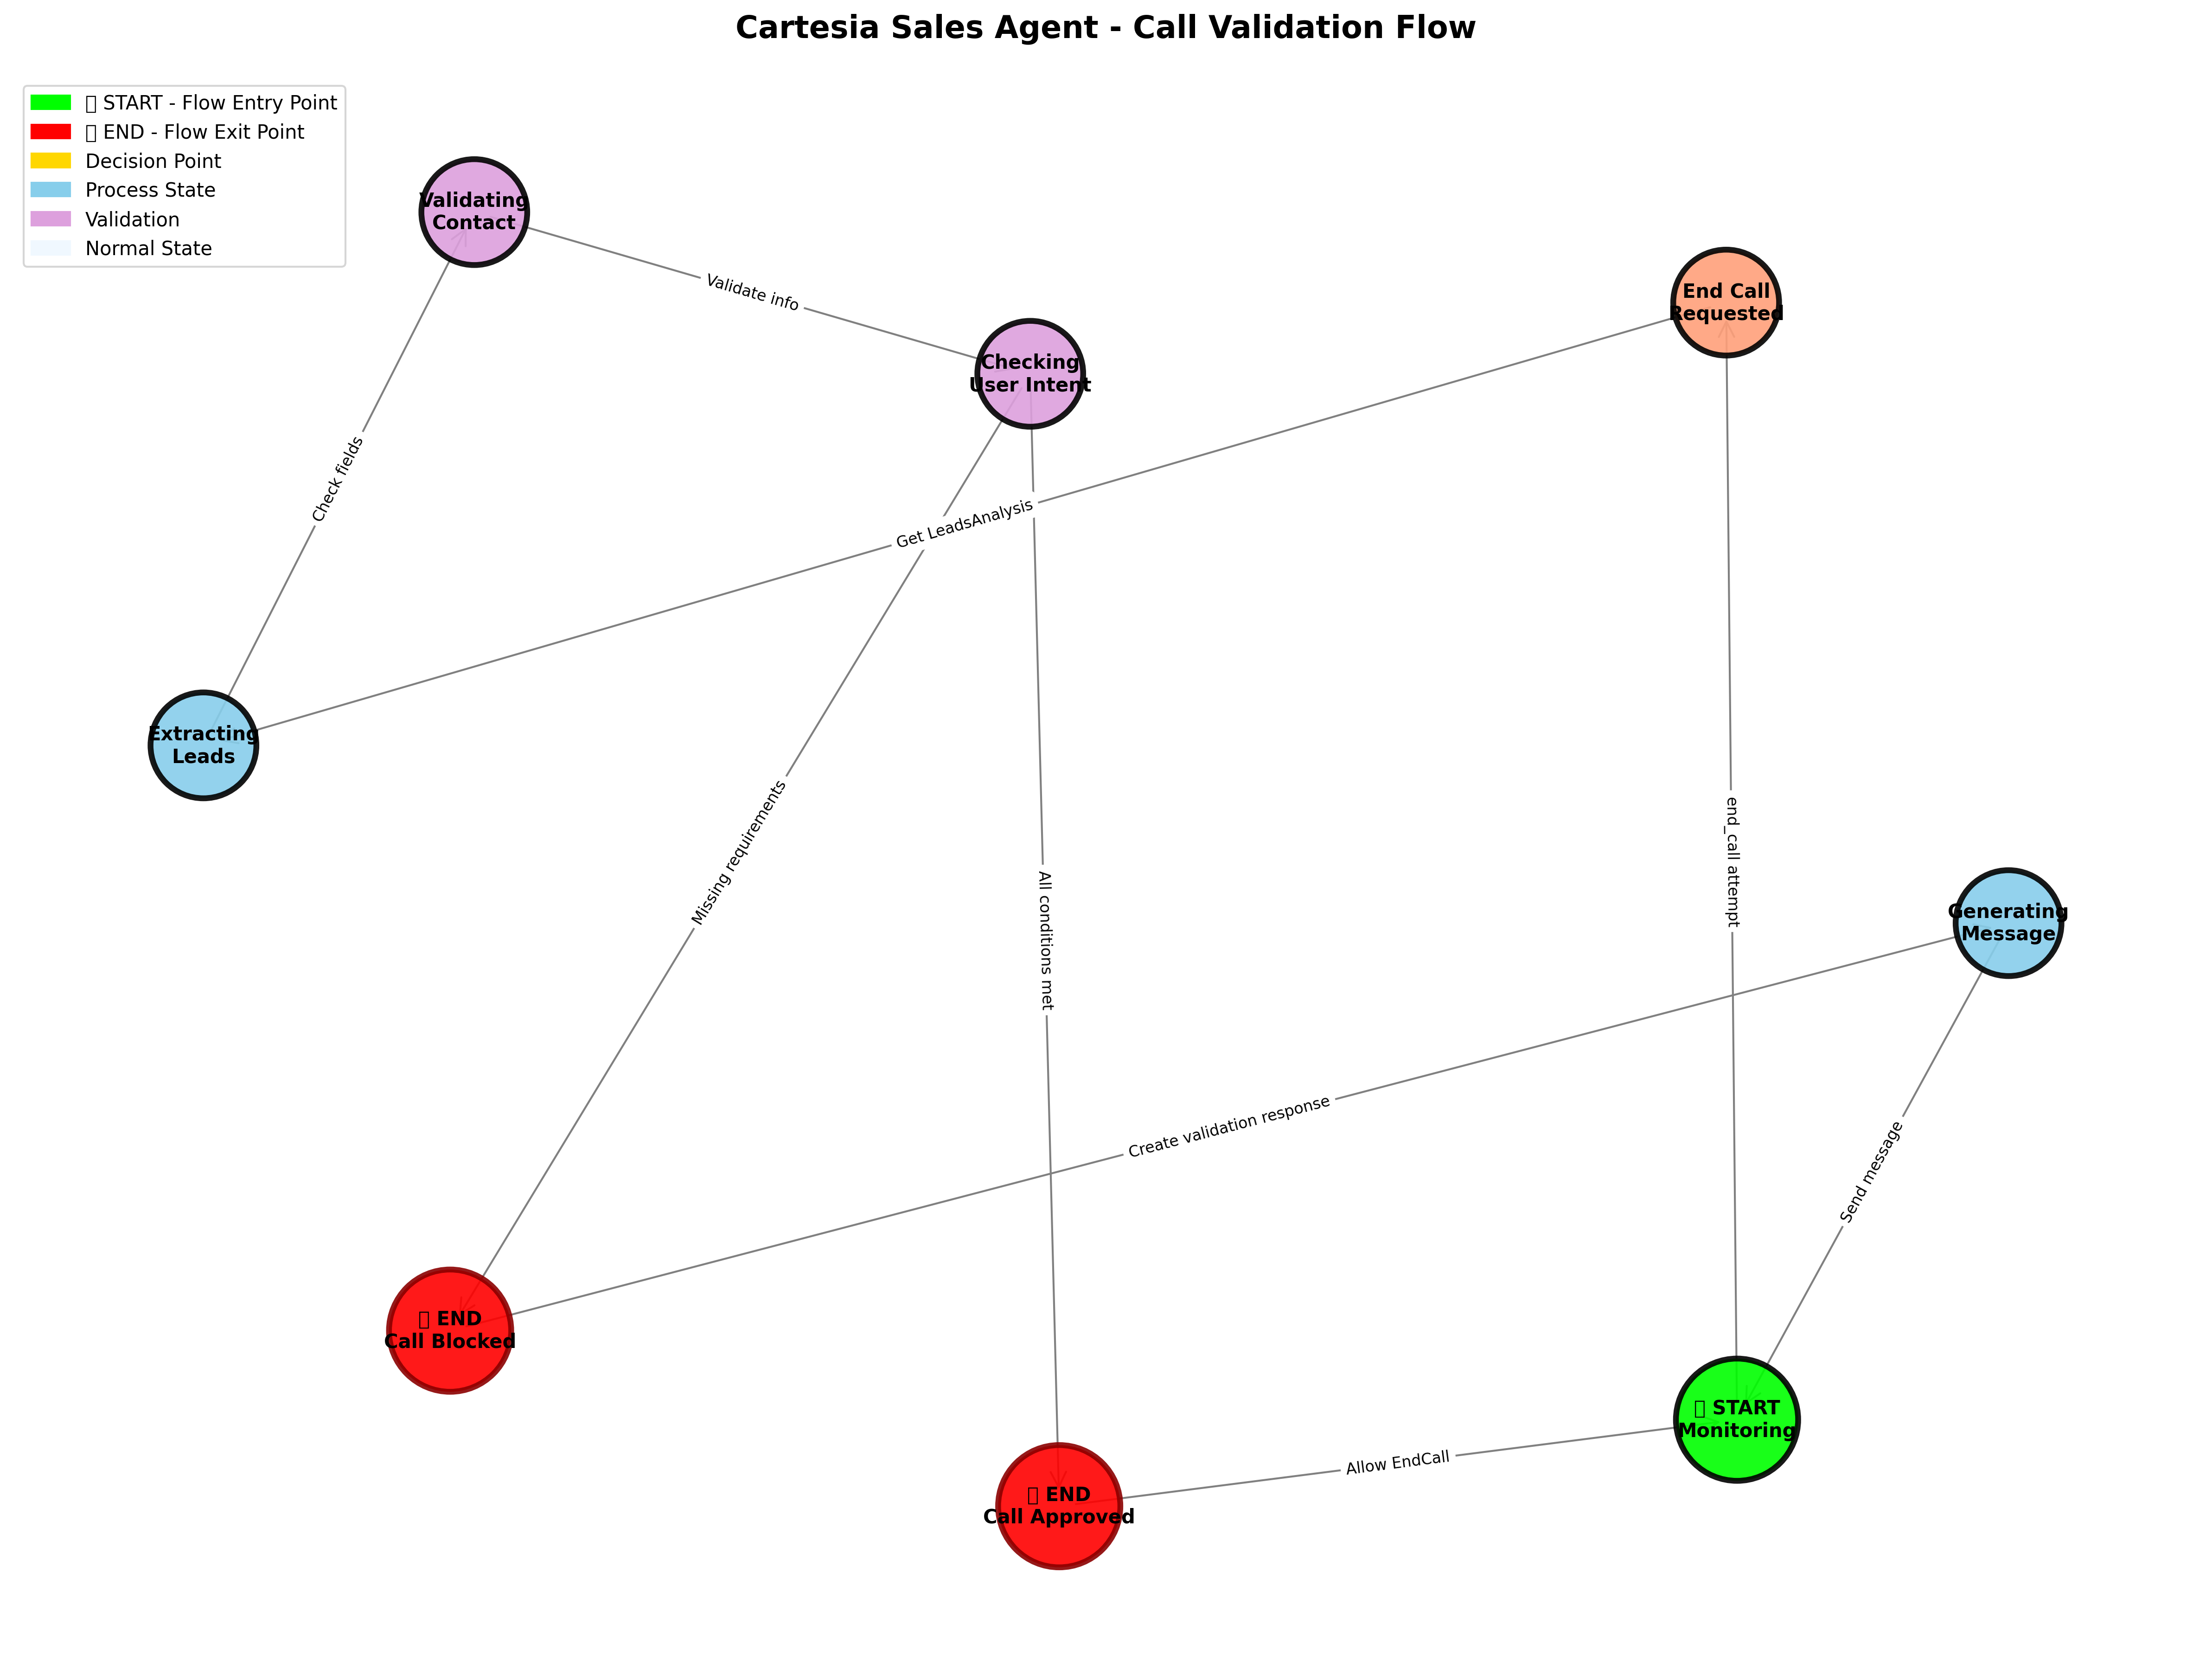 Cartesia Sales Agent - Call Validation Flow
▯ START - Flow Entry Point
▯ END - Flow Exit Point
Decision Point
Process State
Validation
Normal State
Validating
Contact
Validate info
End Call
Requested
Checking
User Intent
Check fields
Get LeadsAnalysis
Extracting
Leads
Missing requirements
All conditions met
end_call attempt
Generating
Message
Create validation response
Send message
▯ END
Call Blocked
▯ START
Monitoring
Allow EndCall
▯ END
Call Approved